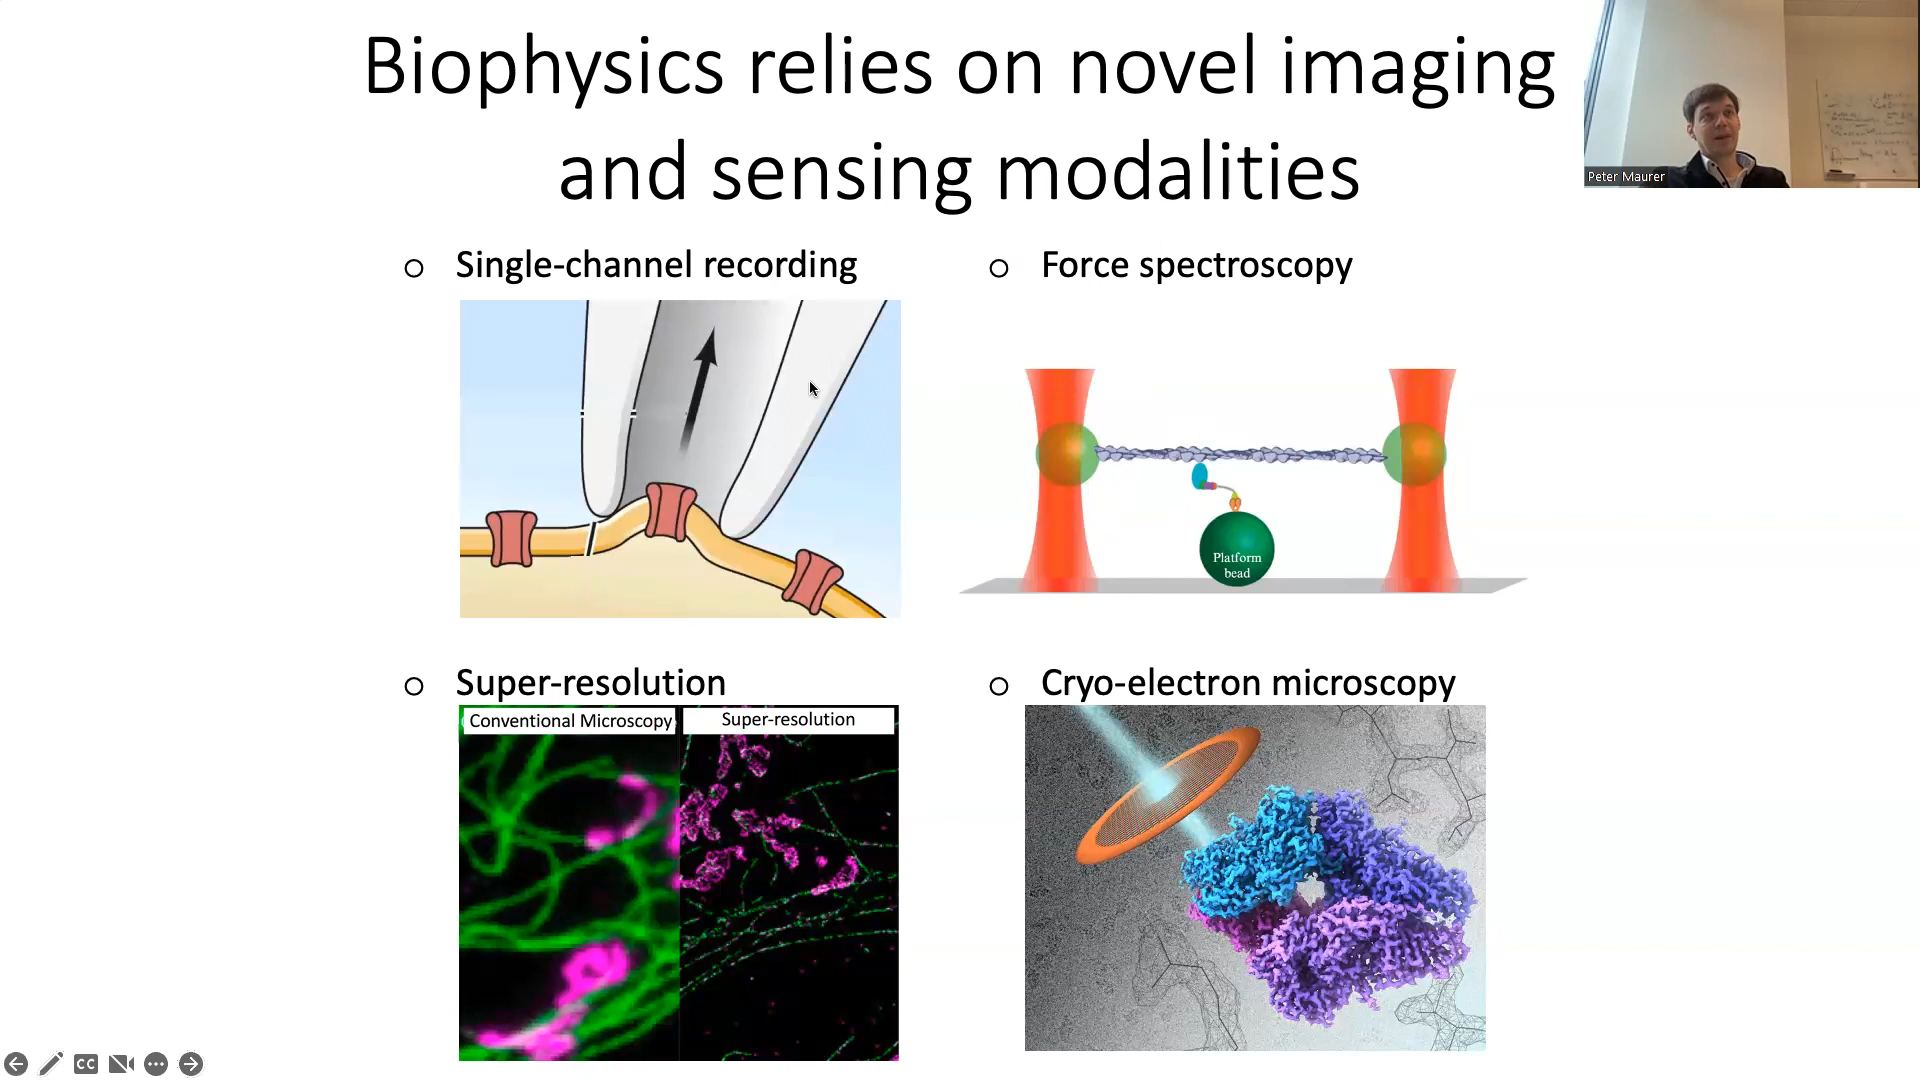 Biophysics relies on novel imaging
and sensing modalities
Peter Maurer
Single-channel recording
Force spectroscopy
Platform
bead
Super-resolution
Cryo-electron microscopy
Conventional Microscopy
Super-resolution
CC